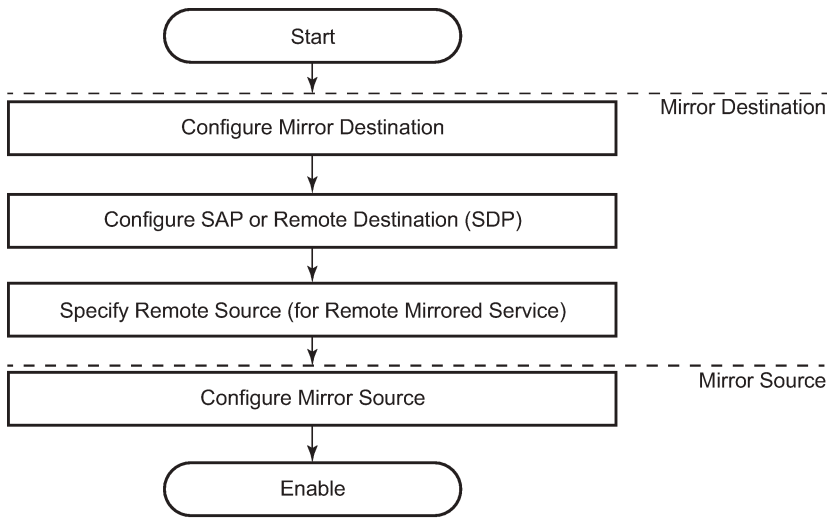 Start
Mirror Destination
Configure Mirror Destination
Configure SAP or Remote Destination (SDP)
Specify Remote Source (for Remote Mirrored Service)
Mirror Source
Configure Mirror Source
Enable